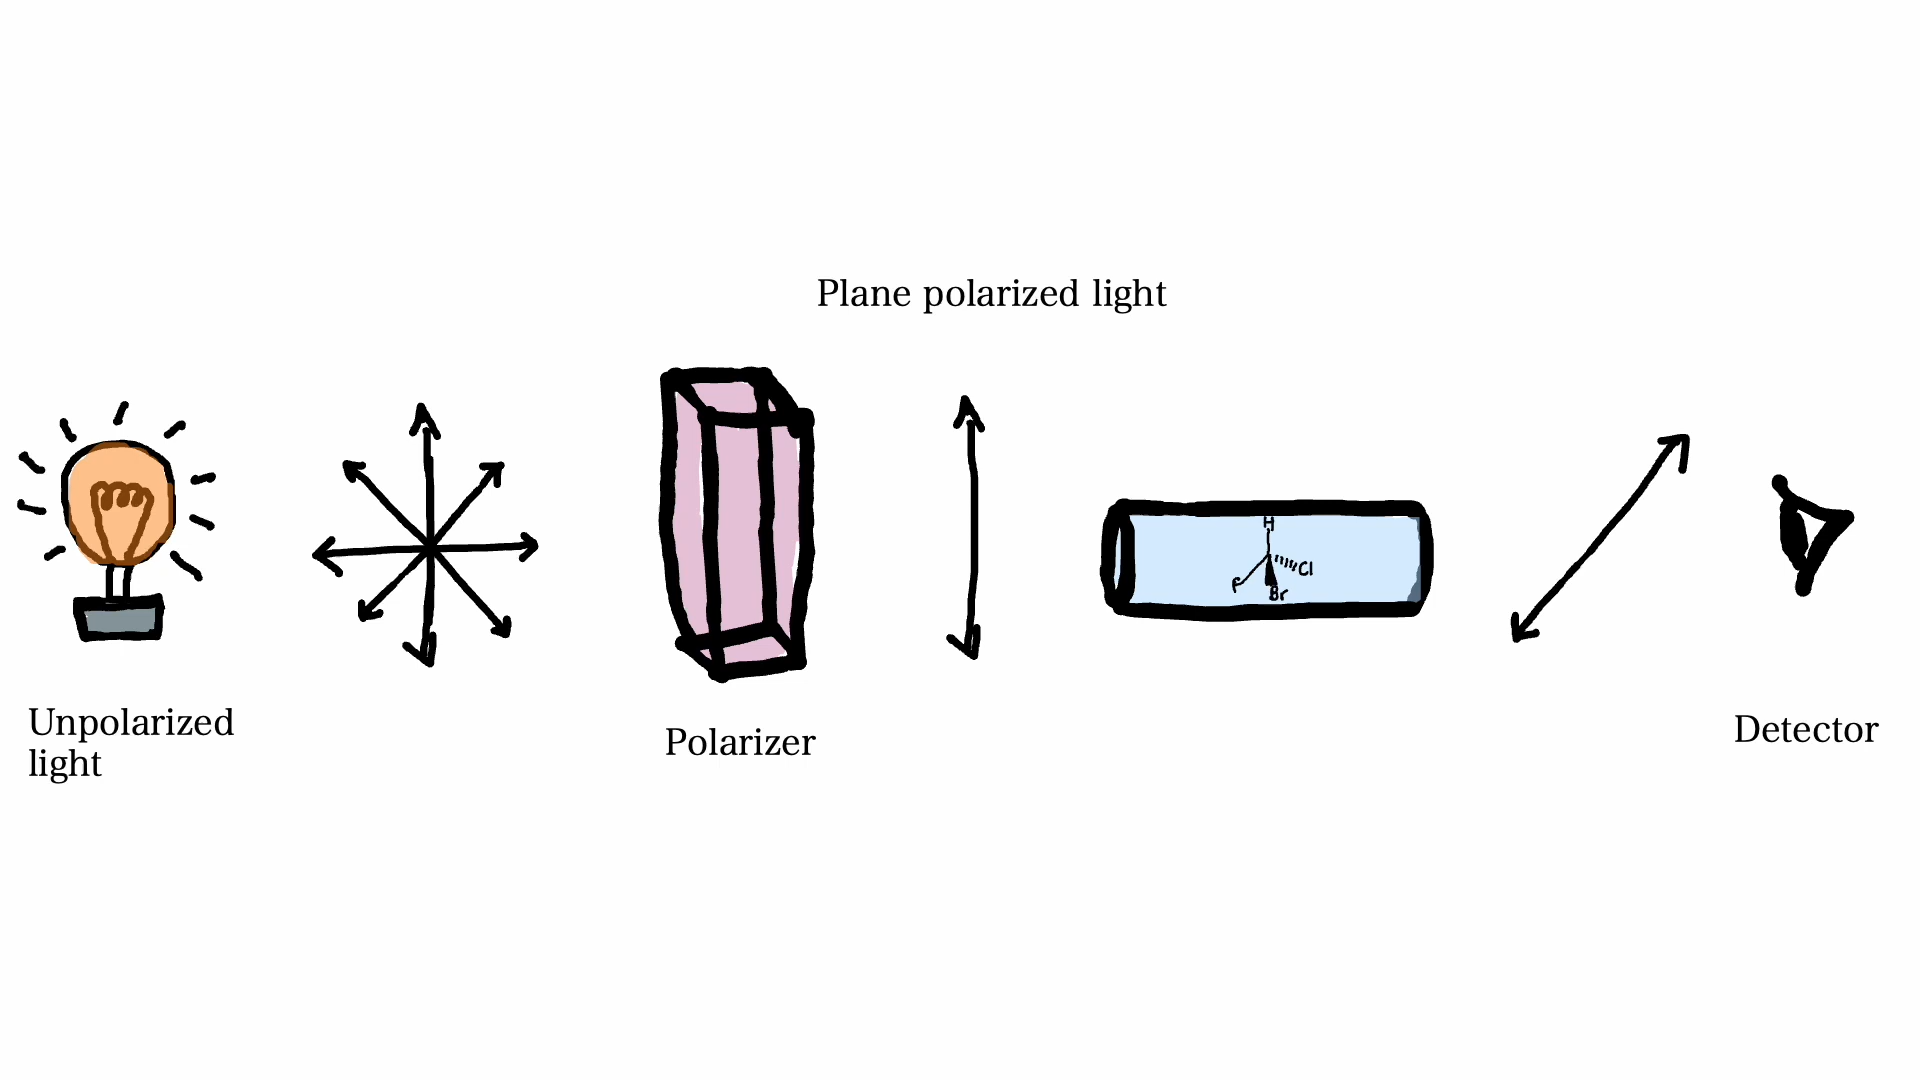 Plane polarized light
H
Cl
F
Br
Unpolarized
light
Polarizer
Detector